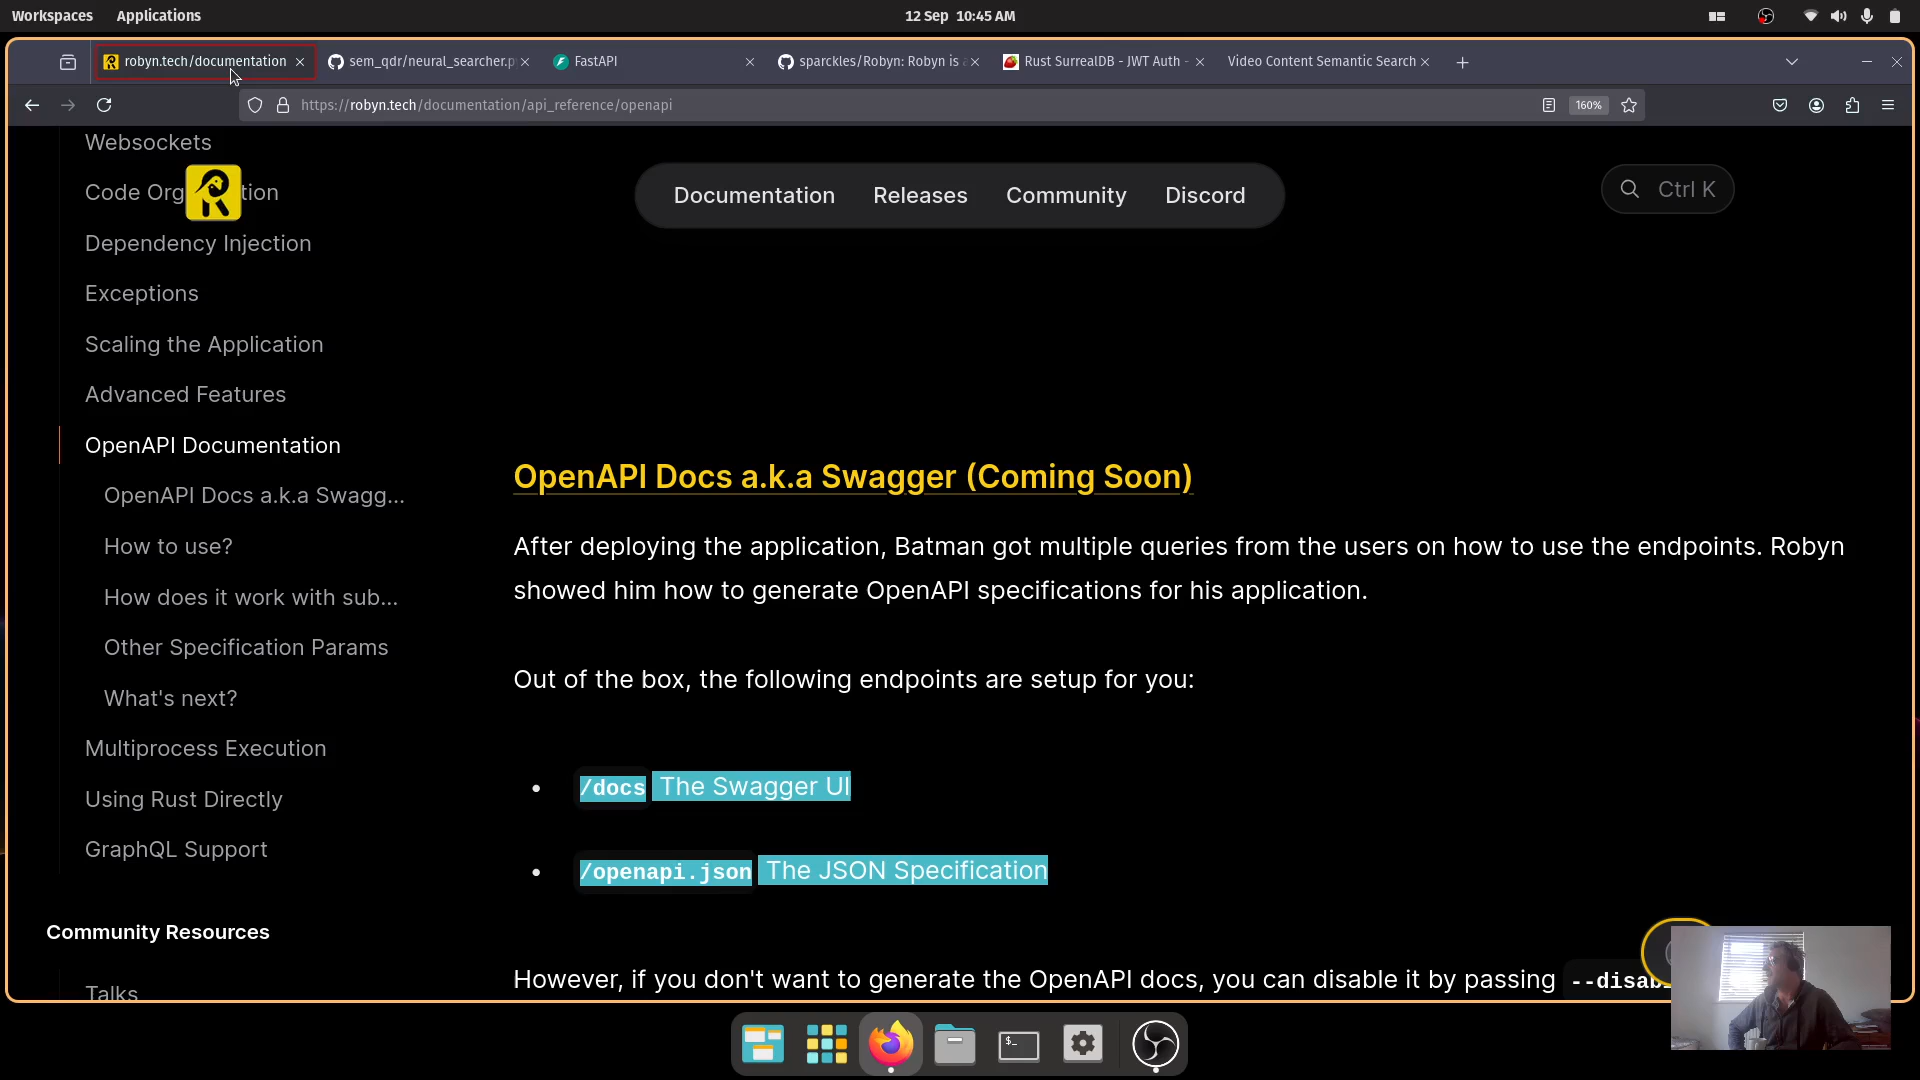 Workspaces Applications 12 Sep 10:45 AM
robyn.tech/documentation sem_qdr/neural_searcher.p FastAPI sparckles/Robyn: Robyn is a Rust SurrealDB - JWT Auth - Video Content Semantic Search
https://robyn.tech/documentation/api_reference/openapi 160%
Documentation Releases Community Discord
Ctrl K
Websockets
Code Org tion
Dependency Injection
Exceptions
Scaling the Application
Advanced Features
OpenAPI Documentation
OpenAPI Docs a.k.a Swagg...
How to use?
How does it work with sub...
Other Specification Params
What's next?
Multiprocess Execution
Using Rust Directly
GraphQL Support
Community Resources
Talks
OpenAPI Docs a.k.a Swagger (Coming Soon)
After deploying the application, Batman got multiple queries from the users on how to use the endpoints. Robyn
showed him how to generate OpenAPI specifications for his application.
Out of the box, the following endpoints are setup for you:
• /docs The Swagger UI
• /openapi.json The JSON Specification
However, if you don't want to generate the OpenAPI docs, you can disable it by passing --disab